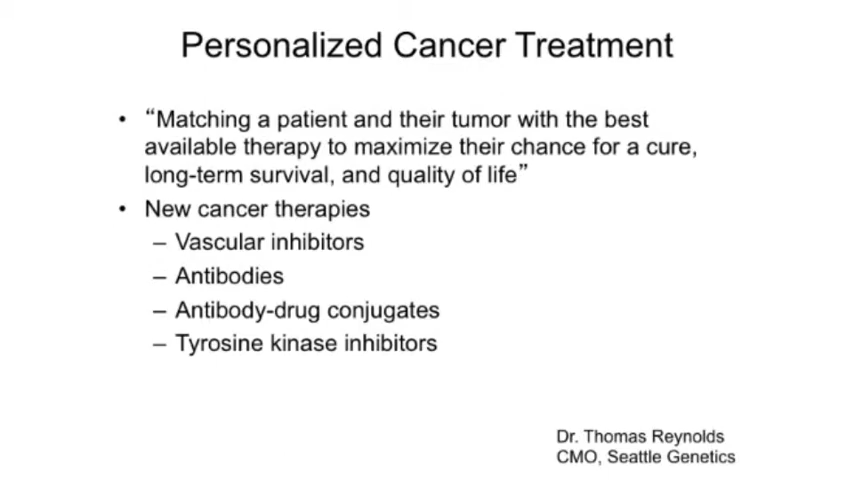 Personalized Cancer Treatment
• “Matching a patient and their tumor with the best
available therapy to maximize their chance for a cure,
long-term survival, and quality of life”
• New cancer therapies
– Vascular inhibitors
– Antibodies
– Antibody-drug conjugates
– Tyrosine kinase inhibitors
Dr. Thomas Reynolds
CMO, Seattle Genetics